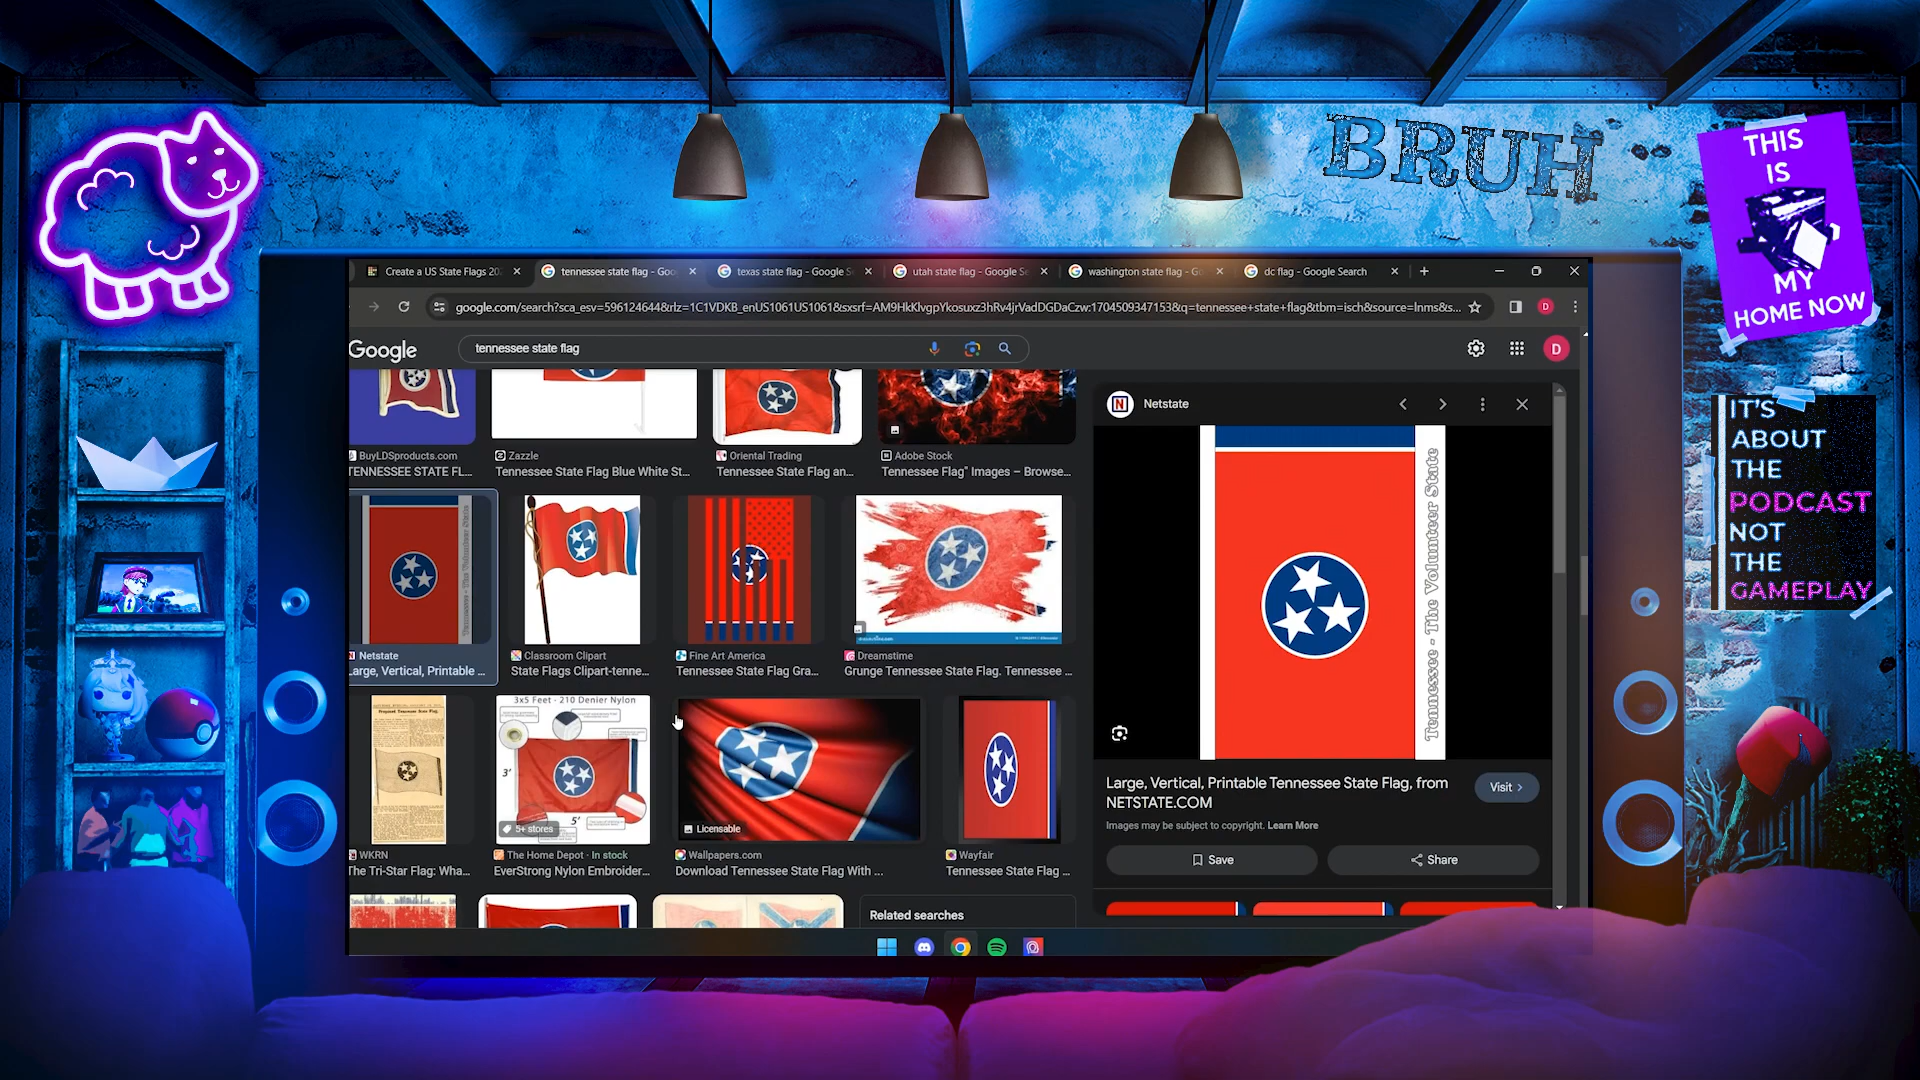 BRUH
THIS
IS
MY
HOME NOW
IT'S
ABOUT
THE
PODCAST
NOT
THE
GAMEPLAY
Create a US State Flags 20
tennessee state flag - Goo
texas state flag - Google S
utah state flag - Google Se
washington state flag - G
dc flag - Google Search
google.com/search?sca_esv=596124644&rlz=1C1VDKB_enUS1061US1061&sxsrf=AM9HkKlvgpYkosuxz3hRv4jrVadDGDaCzw:1704509347153&q=tennessee+state+flag&tbm=isch&source=lnms&s...
D
Google
tennessee state flag
D
BuyLDSproducts.com
TENNESSEE STATE FL...
Zazzle
Tennessee State Flag Blue White St...
Oriental Trading
Tennessee State Flag an...
Adobe Stock
Tennessee Flag" Images – Browse...
Netstate
Large, Vertical, Printable ...
Classroom Clipart
State Flags Clipart-tenne...
Fine Art America
Tennessee State Flag Gra...
Dreamstime
Grunge Tennessee State Flag. Tennessee ...
3x5 Feet - 210 Denier Nylon
3'
5'
5+ stores
Licensable
WKRN
The Tri-Star Flag: Wha...
The Home Depot · In stock
EverStrong Nylon Embroider...
Wallpapers.com
Download Tennessee State Flag With ...
Wayfair
Tennessee State Flag ...
Related searches
N
Netstate
Tennessee - The Volunteer State
Large, Vertical, Printable Tennessee State Flag, from
NETSTATE.COM
Visit
Images may be subject to copyright. Learn More
Save
Share